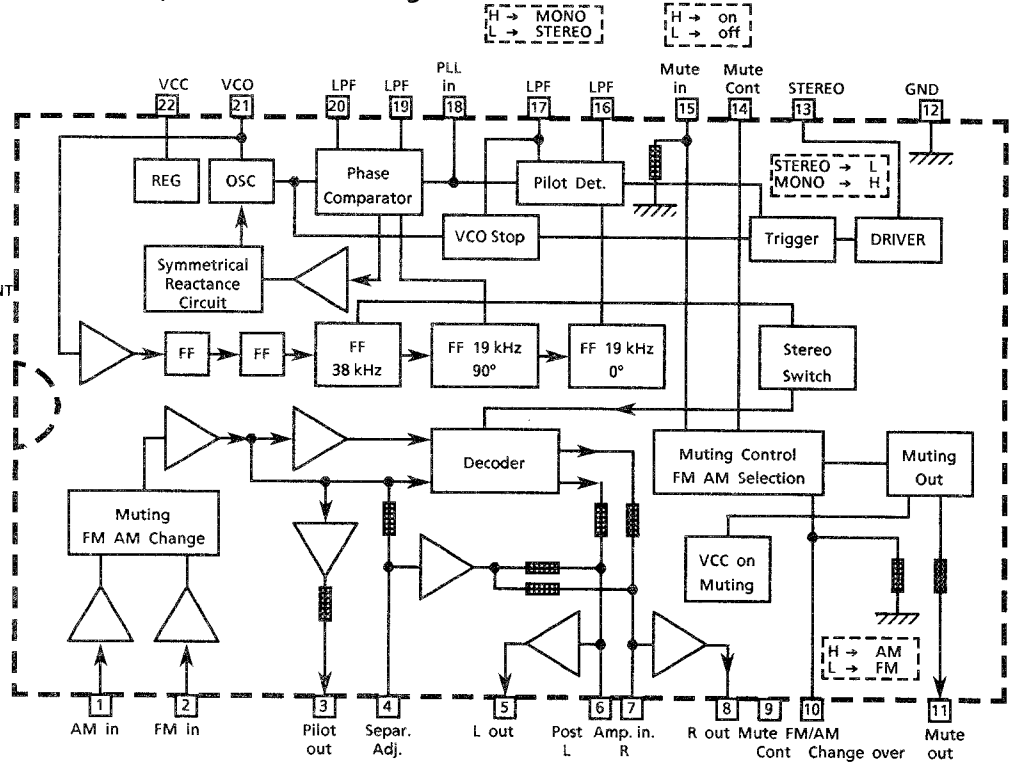 H → MONO
L → STEREO
H → on
L → off
VCC
VCO
LPF
LPF
PLL
in
LPF
LPF
Mute
in
Mute
Cont
STEREO
GND
22
21
20
19
18
17
16
15
14
13
12
REG
OSC
Phase
Comparator
Pilot Det.
STEREO → L
MONO → H
VCO Stop
Trigger
DRIVER
Symmetrical
Reactance
Circuit
NT
FF
FF
FF
38 kHz
FF 19 kHz
90°
FF 19 kHz
0°
Stereo
Switch
Decoder
Muting Control
FM AM Selection
Muting
Out
Muting
FM AM Change
VCC on
Muting
H → AM
L → FM
1
2
3
4
5
6
7
8
9
10
11
AM in
FM in
Pilot
out
Separ.
Adj.
L out
Post Amp. in.
L R
R out
Mute
Cont
FM/AM
Change over
Mute
out